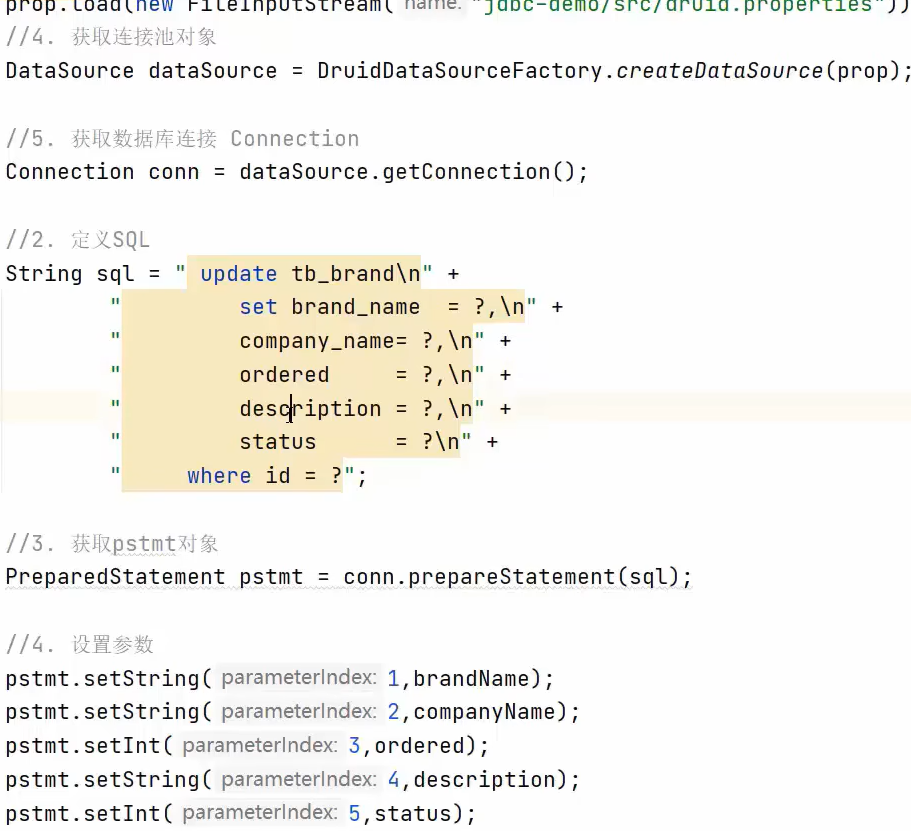 prop.load(new FileInputStream( name: "jdbc-demo/src/druid.properties"))
//4. 获取连接池对象
DataSource dataSource = DruidDataSourceFactory.createDataSource(prop);
//5. 获取数据库连接 Connection
Connection conn = dataSource.getConnection();
//2. 定义SQL
String sql = " update tb_brand\n" +
"         set brand_name  = ?,\n" +
"         company_name= ?,\n" +
"         ordered     = ?,\n" +
"         description = ?,\n" +
"         status      = ?\n" +
"     where id = ?";
//3. 获取pstmt对象
PreparedStatement pstmt = conn.prepareStatement(sql);
//4. 设置参数
pstmt.setString( parameterIndex: 1,brandName);
pstmt.setString( parameterIndex: 2,companyName);
pstmt.setInt( parameterIndex: 3,ordered);
pstmt.setString( parameterIndex: 4,description);
pstmt.setInt( parameterIndex: 5,status);